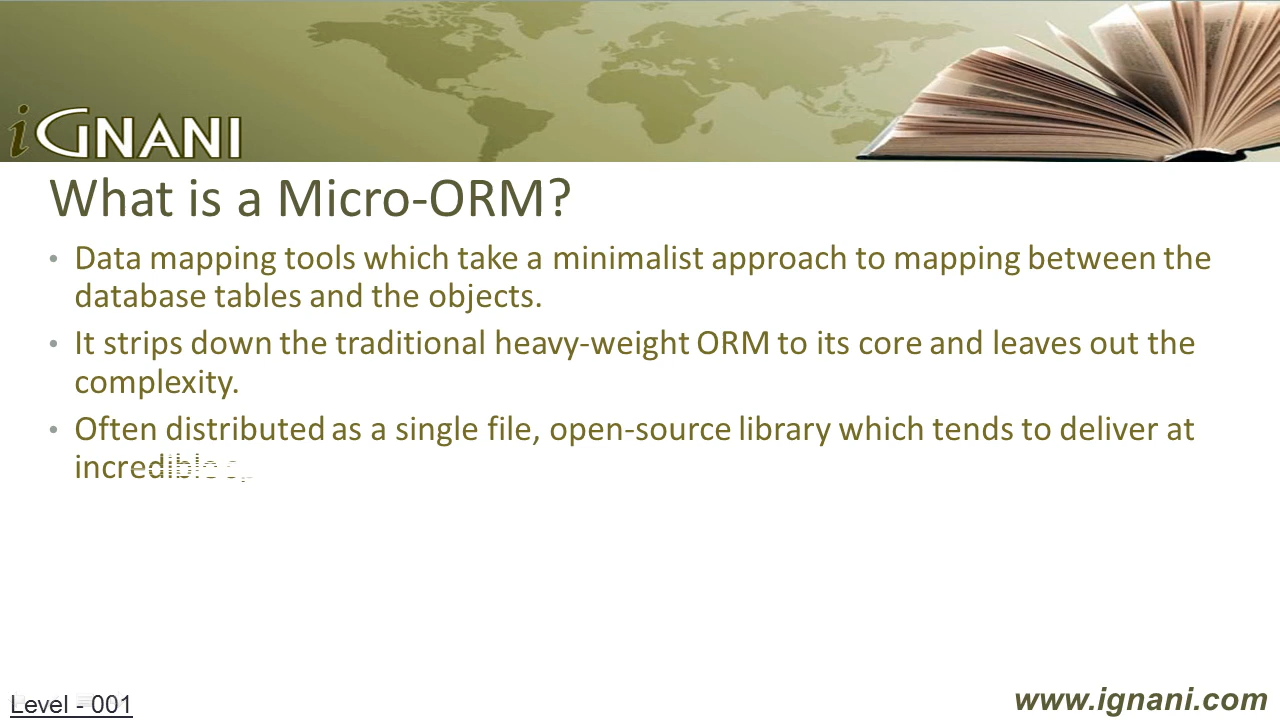 iGNANI
What is a Micro-ORM?
• Data mapping tools which take a minimalist approach to mapping between the
database tables and the objects.
• It strips down the traditional heavy-weight ORM to its core and leaves out the
complexity.
• Often distributed as a single file, open-source library which tends to deliver at
incredible
Level - 001
www.ignani.com